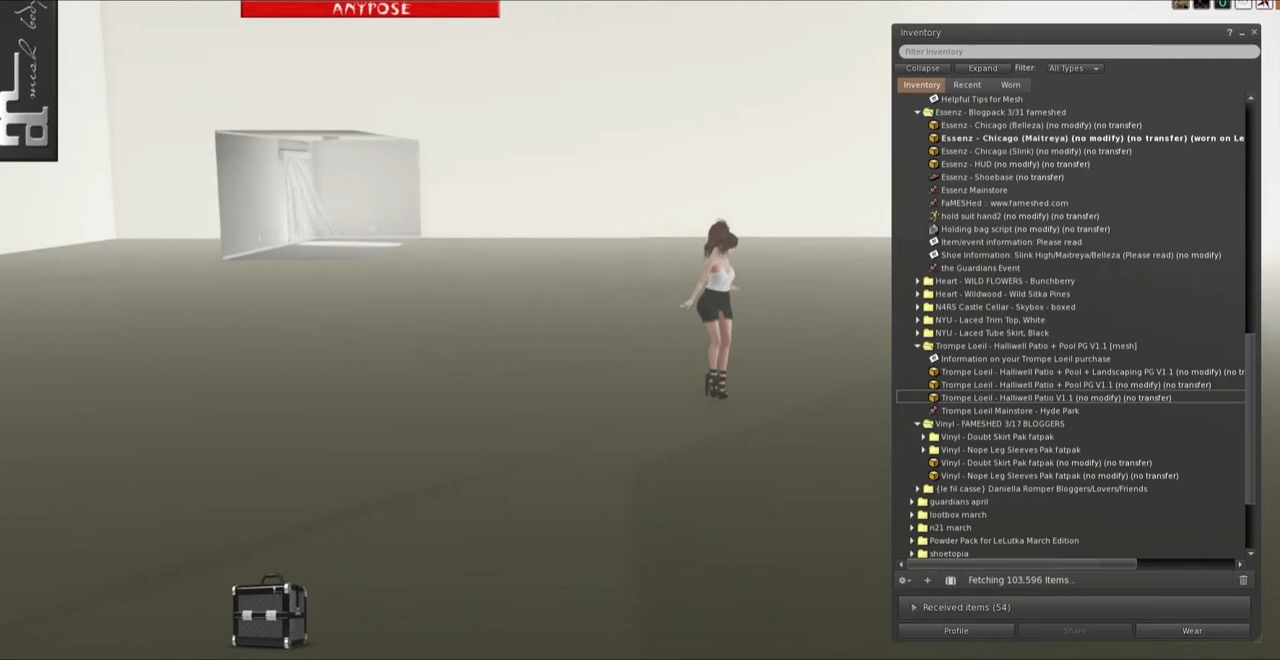 ANYPOSE
mesh body
Inventory
Filter Inventory
Collapse Expand Filter: All Types
Inventory Recent Worn
Helpful Tips for Mesh
Essenz - Blogpack 3/31 fameshed
Essenz - Chicago (Belleza) (no modify) (no transfer)
Essenz - Chicago (Maitreya) (no modify) (no transfer) (worn on Le
Essenz - Chicago (Slink) (no modify) (no transfer)
Essenz - HUD (no modify) (no transfer)
Essenz - Shoebase (no transfer)
Essenz Mainstore
FaMESHed :: www.fameshed.com
hold suit hand2 (no modify) (no transfer)
Holding bag script (no modify) (no transfer)
Item/event information: Please read
Shoe Information: Slink High/Maitreya/Belleza (Please read) (no modify)
the Guardians Event
Heart - WILD FLOWERS - Bunchberry
Heart - Wildwood - Wild Sitka Pines
N4RS Castle Cellar - Skybox - boxed
NYU - Laced Trim Top, White
NYU - Laced Tube Skirt, Black
Trompe Loeil - Halliwell Patio + Pool PG V1.1 [mesh]
Information on your Trompe Loeil purchase
Trompe Loeil - Halliwell Patio + Pool + Landscaping PG V1.1 (no modify) (no tr
Trompe Loeil - Halliwell Patio + Pool PG V1.1 (no modify) (no transfer)
Trompe Loeil - Halliwell Patio V1.1 (no modify) (no transfer)
Trompe Loeil Mainstore - Hyde Park
Vinyl - FAMESHED 3/17 BLOGGERS
Vinyl - Doubt Skirt Pak fatpak
Vinyl - Nope Leg Sleeves Pak fatpak
Vinyl - Doubt Skirt Pak fatpak (no modify) (no transfer)
Vinyl - Nope Leg Sleeves Pak fatpak (no modify) (no transfer)
{le fil casse} Daniella Romper Bloggers/Lovers/Friends
guardians april
lootbox march
n21 march
Powder Pack for LeLutka March Edition
shoetopia
Fetching 103,596 items...
Received items (54)
Profile Share Wear